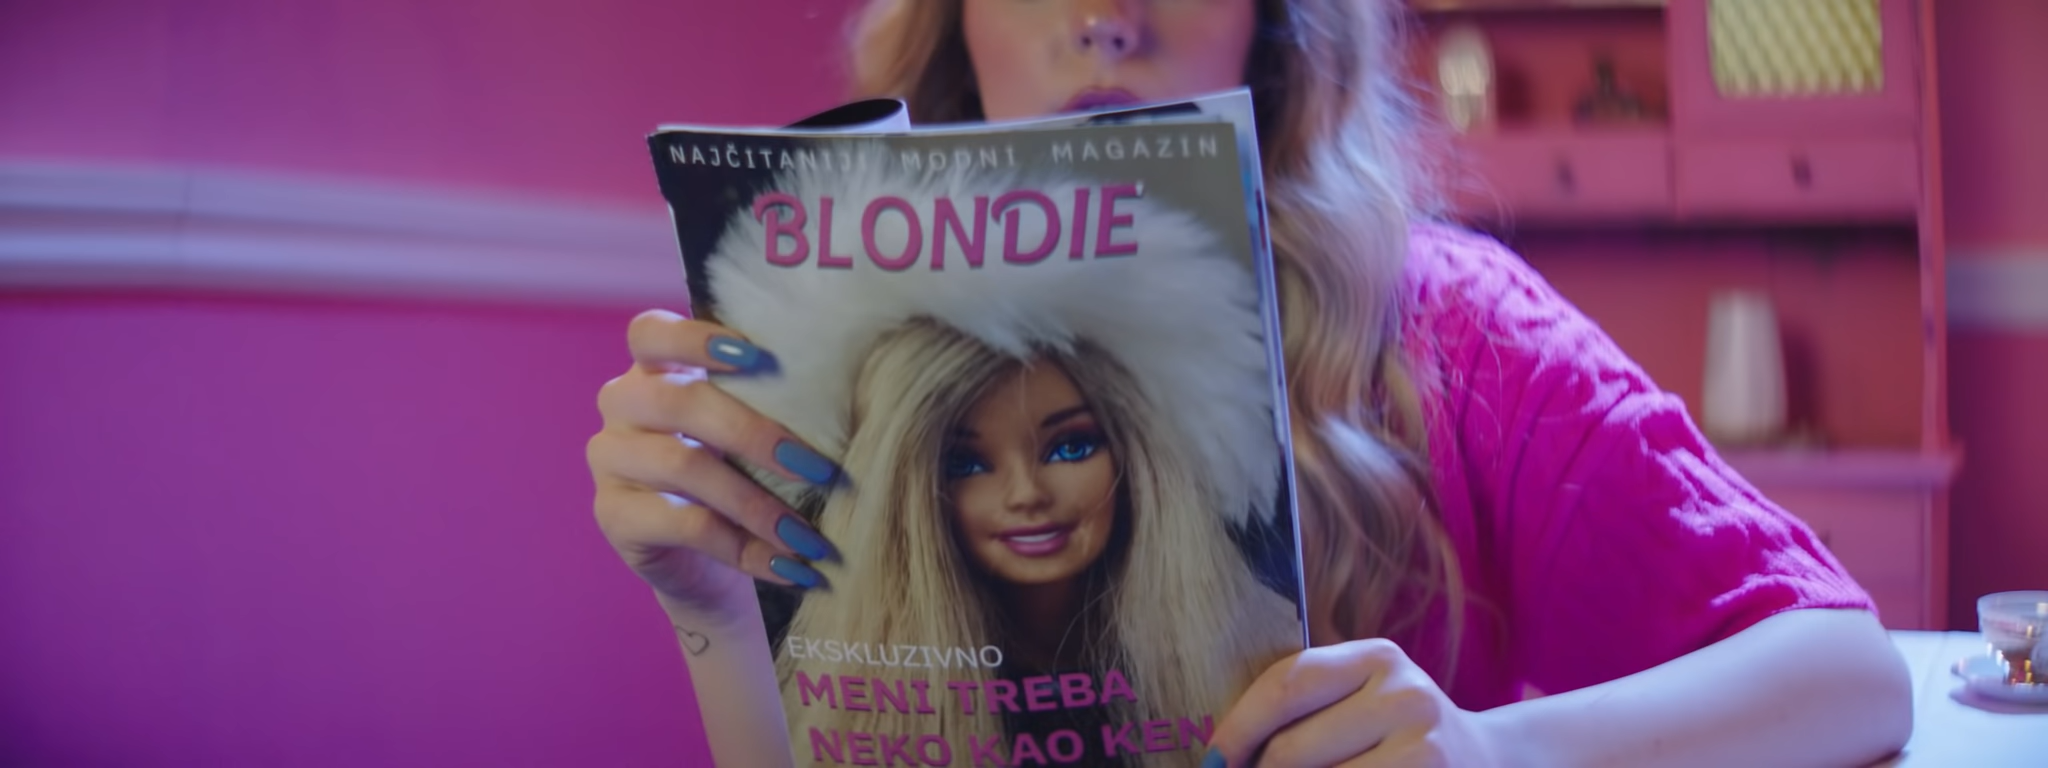 NAJČITANIJI MODNI MAGAZIN
BLONDIE
EKSKLUZIVNO
MENI TREBA
NEKO KAO KEN